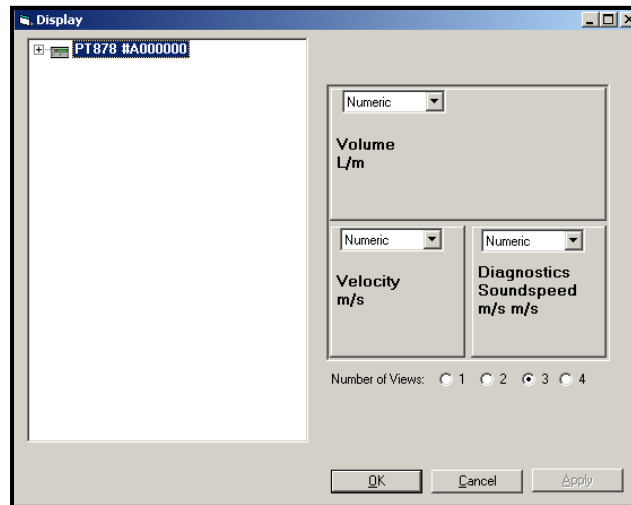 Display
PT878 #A000000
Numeric
Volume
L/m
Numeric
Velocity
m/s
Numeric
Diagnostics
Soundspeed
m/s m/s
Number of Views: 1 2 3 4
OK Cancel Apply